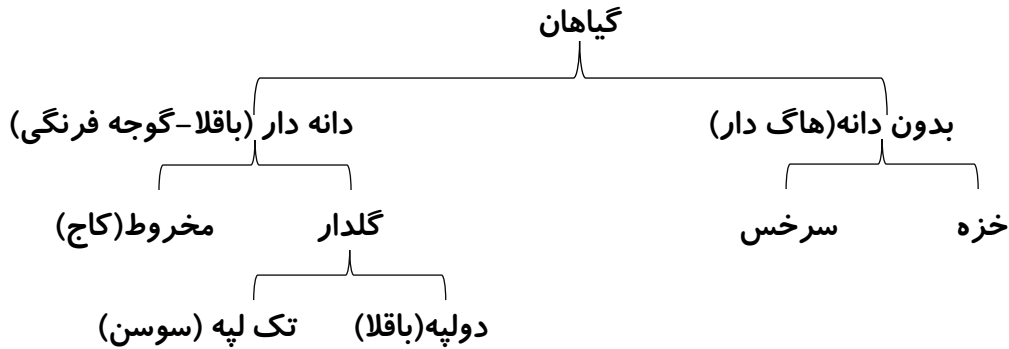 گیاهان
بدون دانه(هاگ دار) دانه دار (باقلا-گوجه فرنگی)
خزه سرخس گلدار مخروط(کاج)
دولپه(باقلا) تک لپه (سوسن)